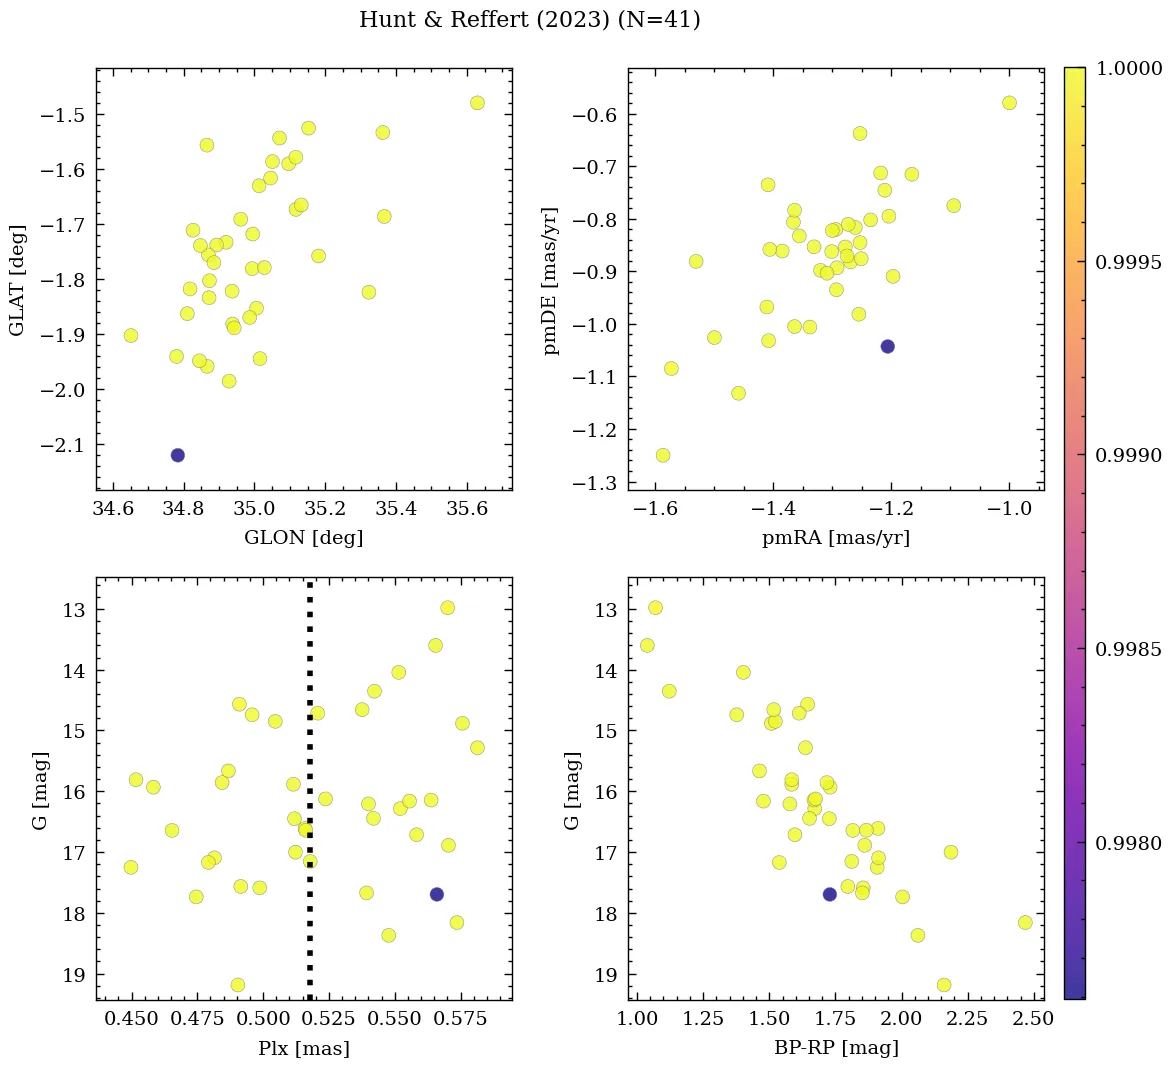 Hunt & Reffert (2023) (N=41)
−1.5
−1.6
−1.7
−1.8
−1.9
−2.0
−2.1
GLAT [deg]
34.6 34.8 35.0 35.2 35.4 35.6
GLON [deg]
−0.6
−0.7
−0.8
−0.9
−1.0
−1.1
−1.2
−1.3
pmDE [mas/yr]
−1.6 −1.4 −1.2 −1.0
pmRA [mas/yr]
13
14
15
16
17
18
19
G [mag]
0.450 0.475 0.500 0.525 0.550 0.575
Plx [mas]
13
14
15
16
17
18
19
G [mag]
1.00 1.25 1.50 1.75 2.00 2.25 2.50
BP-RP [mag]
1.0000
0.9995
0.9990
0.9985
0.9980